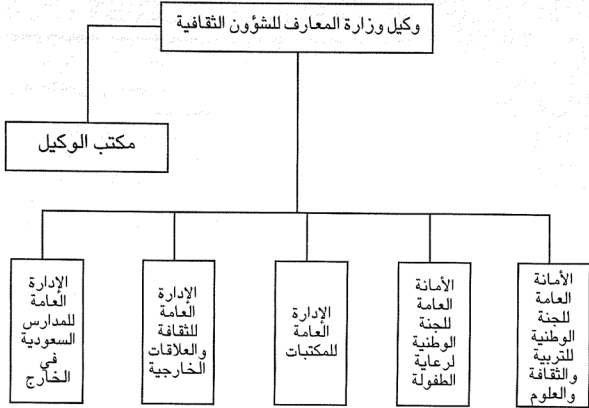 وكيل وزارة المعارف للشؤون الثقافية
مكتب الوكيل
الأمانة
العامة
للجنة
الوطنية
للتربية
والثقافة
والعلوم
الأمانة
العامة
للجنة
الوطنية
لرعاية
الطفولة
الإدارة
العامة
للمكتبات
الإدارة
العامة
للثقافة
والعلاقات
الخارجية
الإدارة
العامة
للمدارس
السعودية
في
الخارج